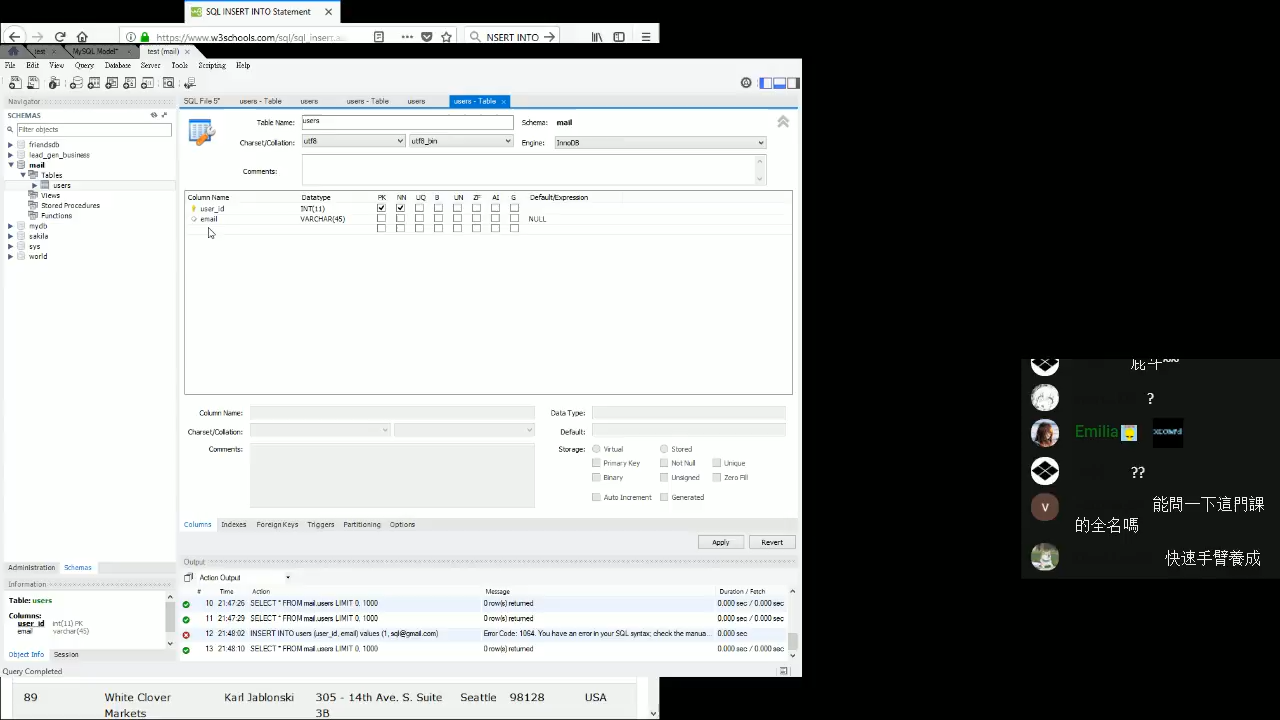 SQL INSERT INTO Statement
https://www.w3schools.com/sql/sql_insert.a
NSERT INTO
test
MySQL Model*
test (mail)
File Edit View Query Database Server Tools Scripting Help
Navigator
SCHEMAS
Filter objects
friendsdb
lead_gen_business
mail
Tables
users
Views
Stored Procedures
Functions
mydb
sakila
sys
world
Administration Schemas
Information
Table: users
Columns:
user_id int(11) PK
email varchar(45)
Object Info Session
SQL File 5* users - Table users users - Table users users - Table
Table Name: users Schema: mail
Charset/Collation: utf8 utf8_bin Engine: InnoDB
Comments:
Column Name Datatype PK NN UQ B UN ZF AI G Default/Expression
user_id INT(11)
email VARCHAR(45) NULL
Column Name: Data Type:
Charset/Collation: Default:
Comments: Storage: Virtual Stored
Primary Key Not Null Unique
Binary Unsigned Zero Fill
Auto Increment Generated
Columns Indexes Foreign Keys Triggers Partitioning Options
Apply Revert
Output
Action Output
# Time Action Message Duration / Fetch
10 21:47:26 SELECT * FROM mail.users LIMIT 0, 1000 0 row(s) returned 0.000 sec / 0.000 sec
11 21:47:29 SELECT * FROM mail.users LIMIT 0, 1000 0 row(s) returned 0.000 sec / 0.000 sec
12 21:48:02 INSERT INTO users (user_id, email) values (1, sql@gmail.com) Error Code: 1064. You have an error in your SQL syntax; check the manua... 0.000 sec
13 21:48:10 SELECT * FROM mail.users LIMIT 0, 1000 0 row(s) returned 0.000 sec / 0.000 sec
Query Completed
89 White Clover Karl Jablonski 305 - 14th Ave. S. Suite Seattle 98128 USA
Markets 3B
?
Emilia
??
V 能問一下這門課
的全名嗎
快速手臂養成